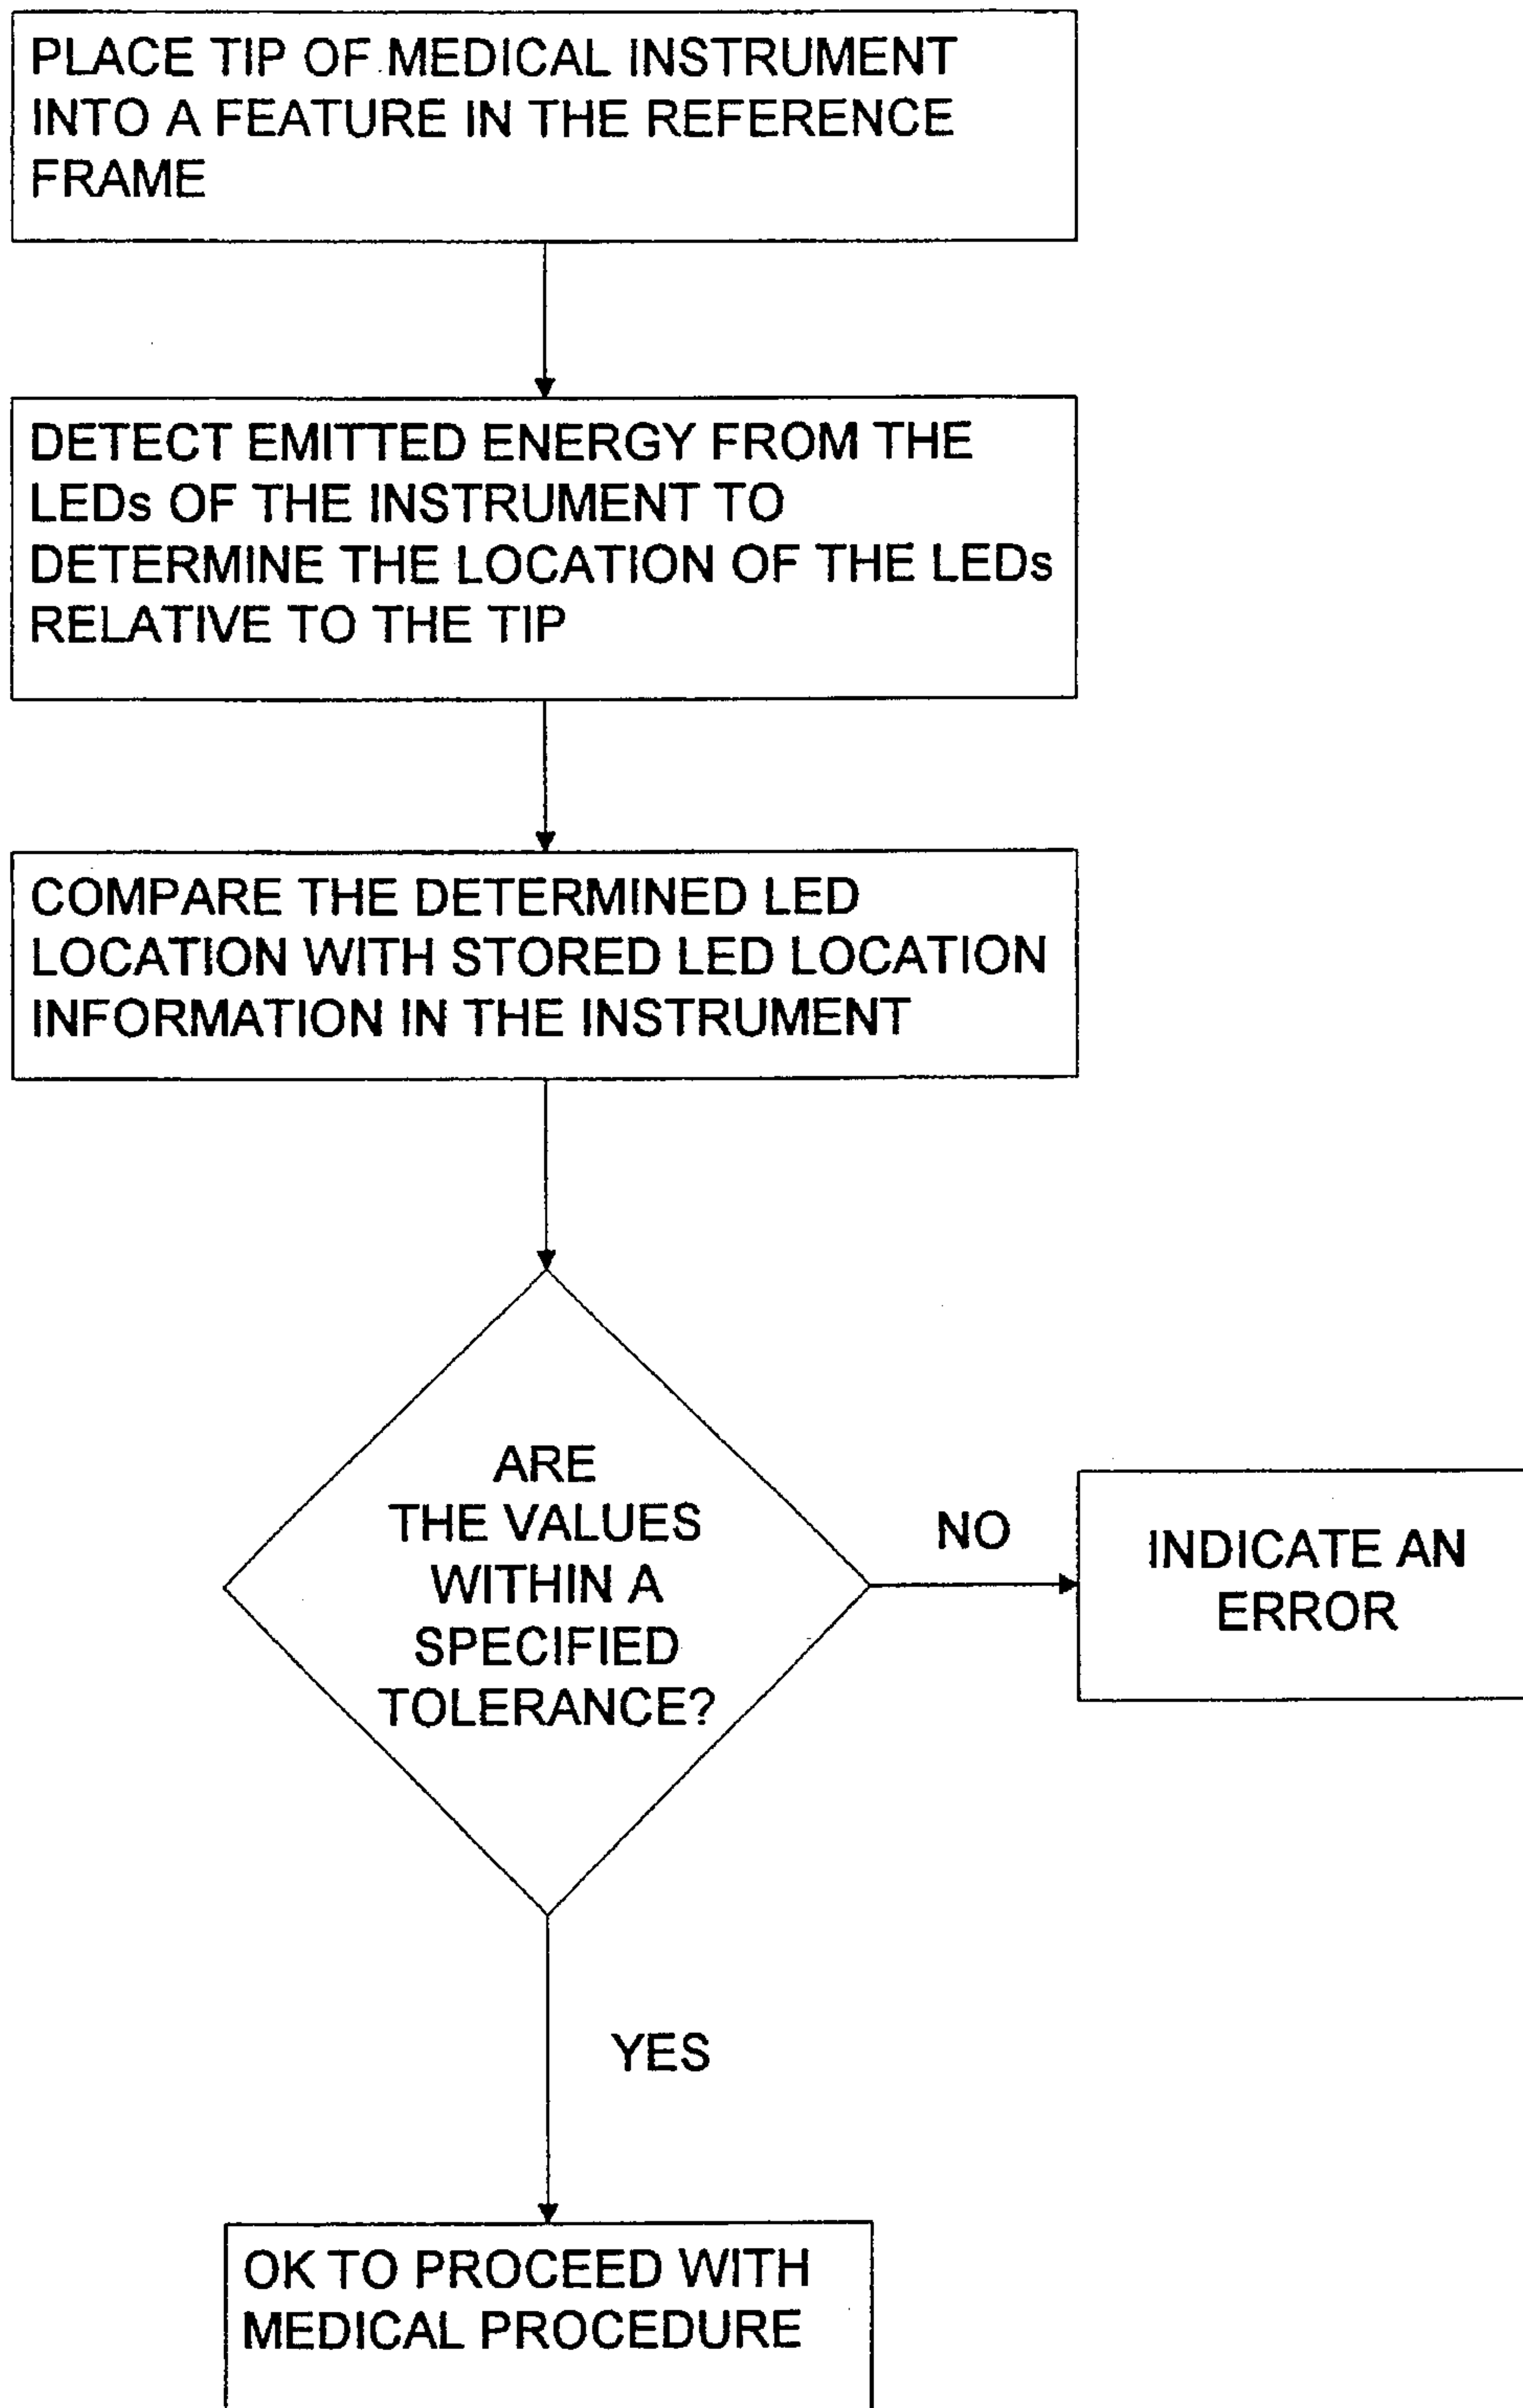 PLACE TIP OF MEDICAL INSTRUMENT
INTO A FEATURE IN THE REFERENCE
FRAME
DETECT EMITTED ENERGY FROM THE
LEDs OF THE INSTRUMENT TO
DETERMINE THE LOCATION OF THE LEDs
RELATIVE TO THE TIP
COMPARE THE DETERMINED LED
LOCATION WITH STORED LED LOCATION
INFORMATION IN THE INSTRUMENT
ARE
THE VALUES
WITHIN A
SPECIFIED
TOLERANCE?
NO
INDICATE AN
ERROR
YES
OK TO PROCEED WITH
MEDICAL PROCEDURE